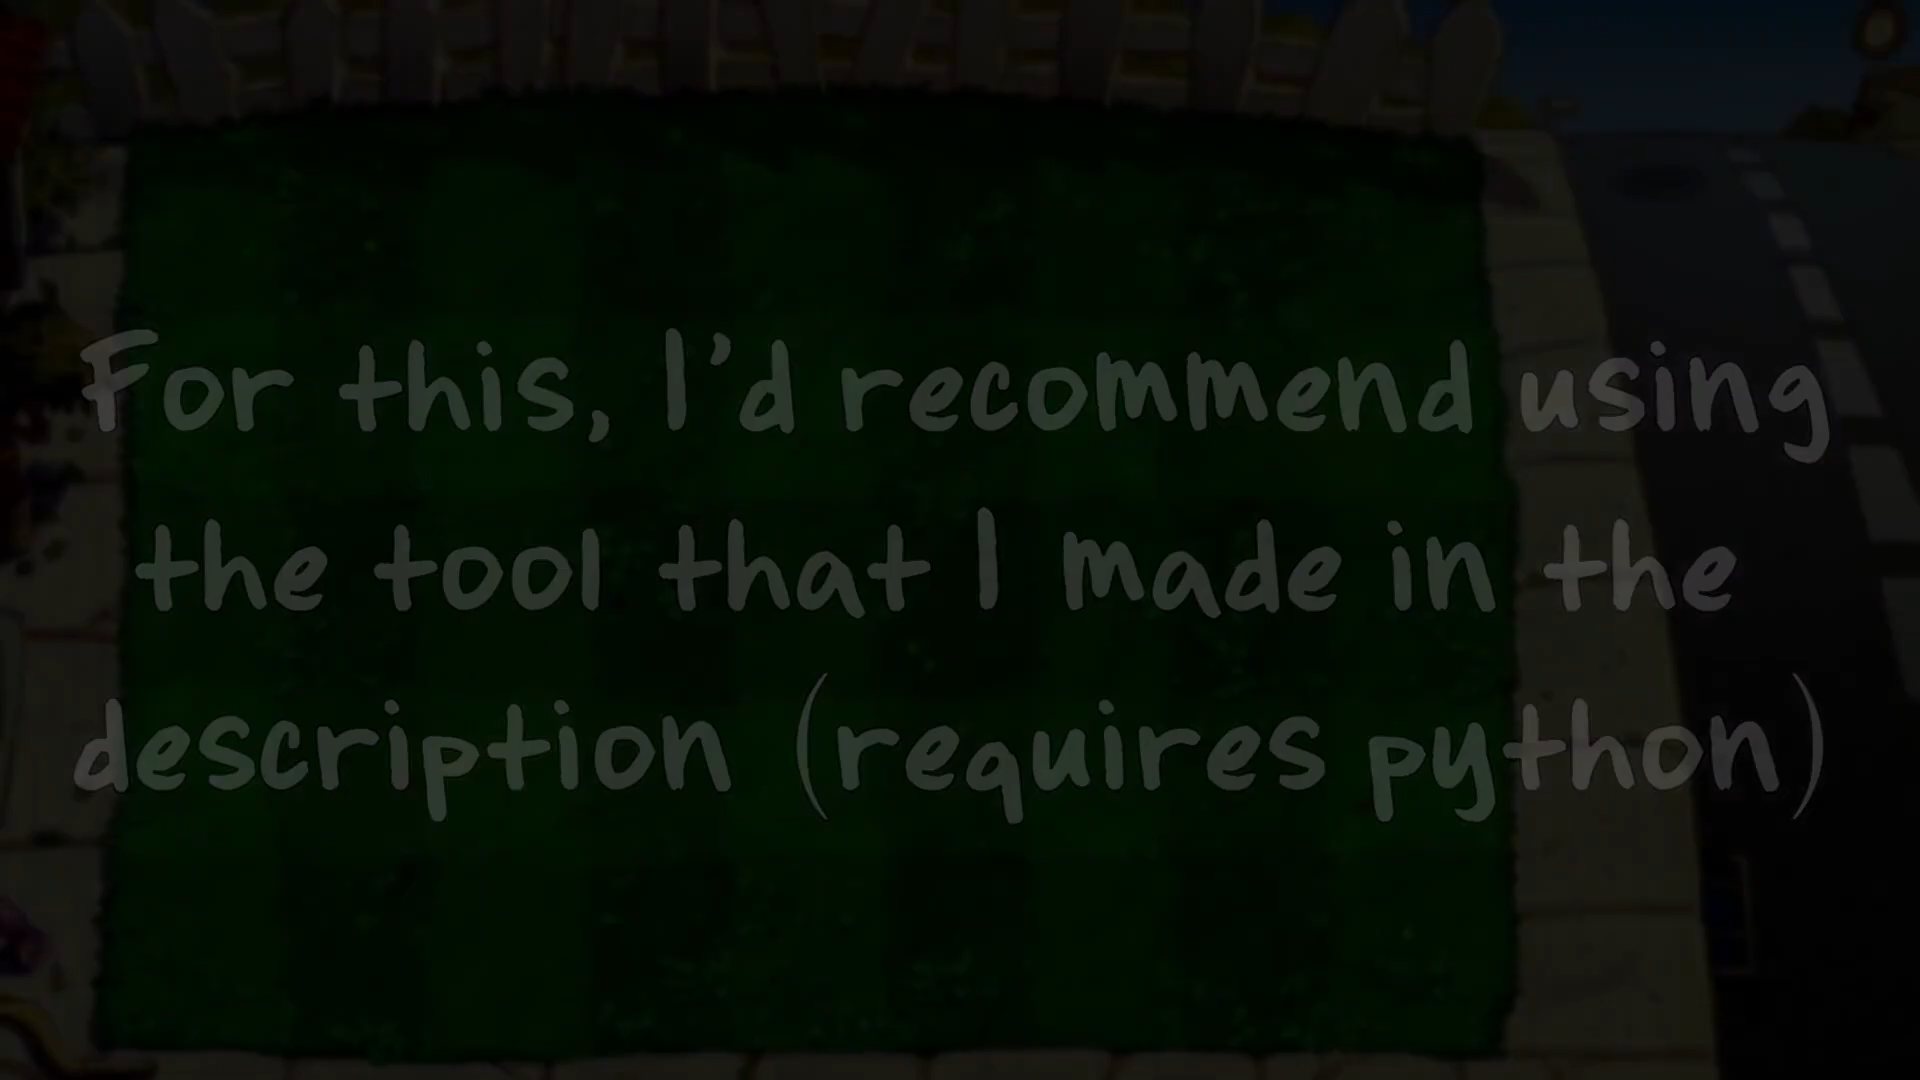 For this, I'd recommend using
the tool that I made in the
description (requires python)